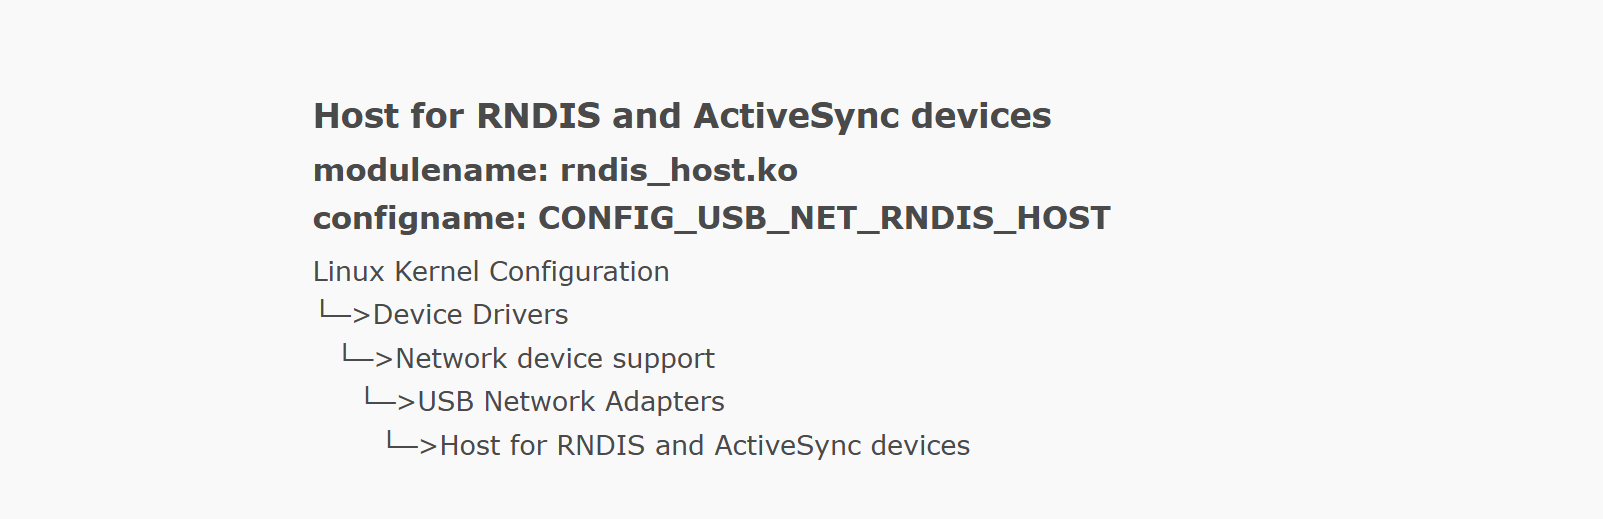 Host for RNDIS and ActiveSync devices
modulename: rndis_host.ko
configname: CONFIG_USB_NET_RNDIS_HOST
Linux Kernel Configuration
└─>Device Drivers
└─>Network device support
└─>USB Network Adapters
└─>Host for RNDIS and ActiveSync devices